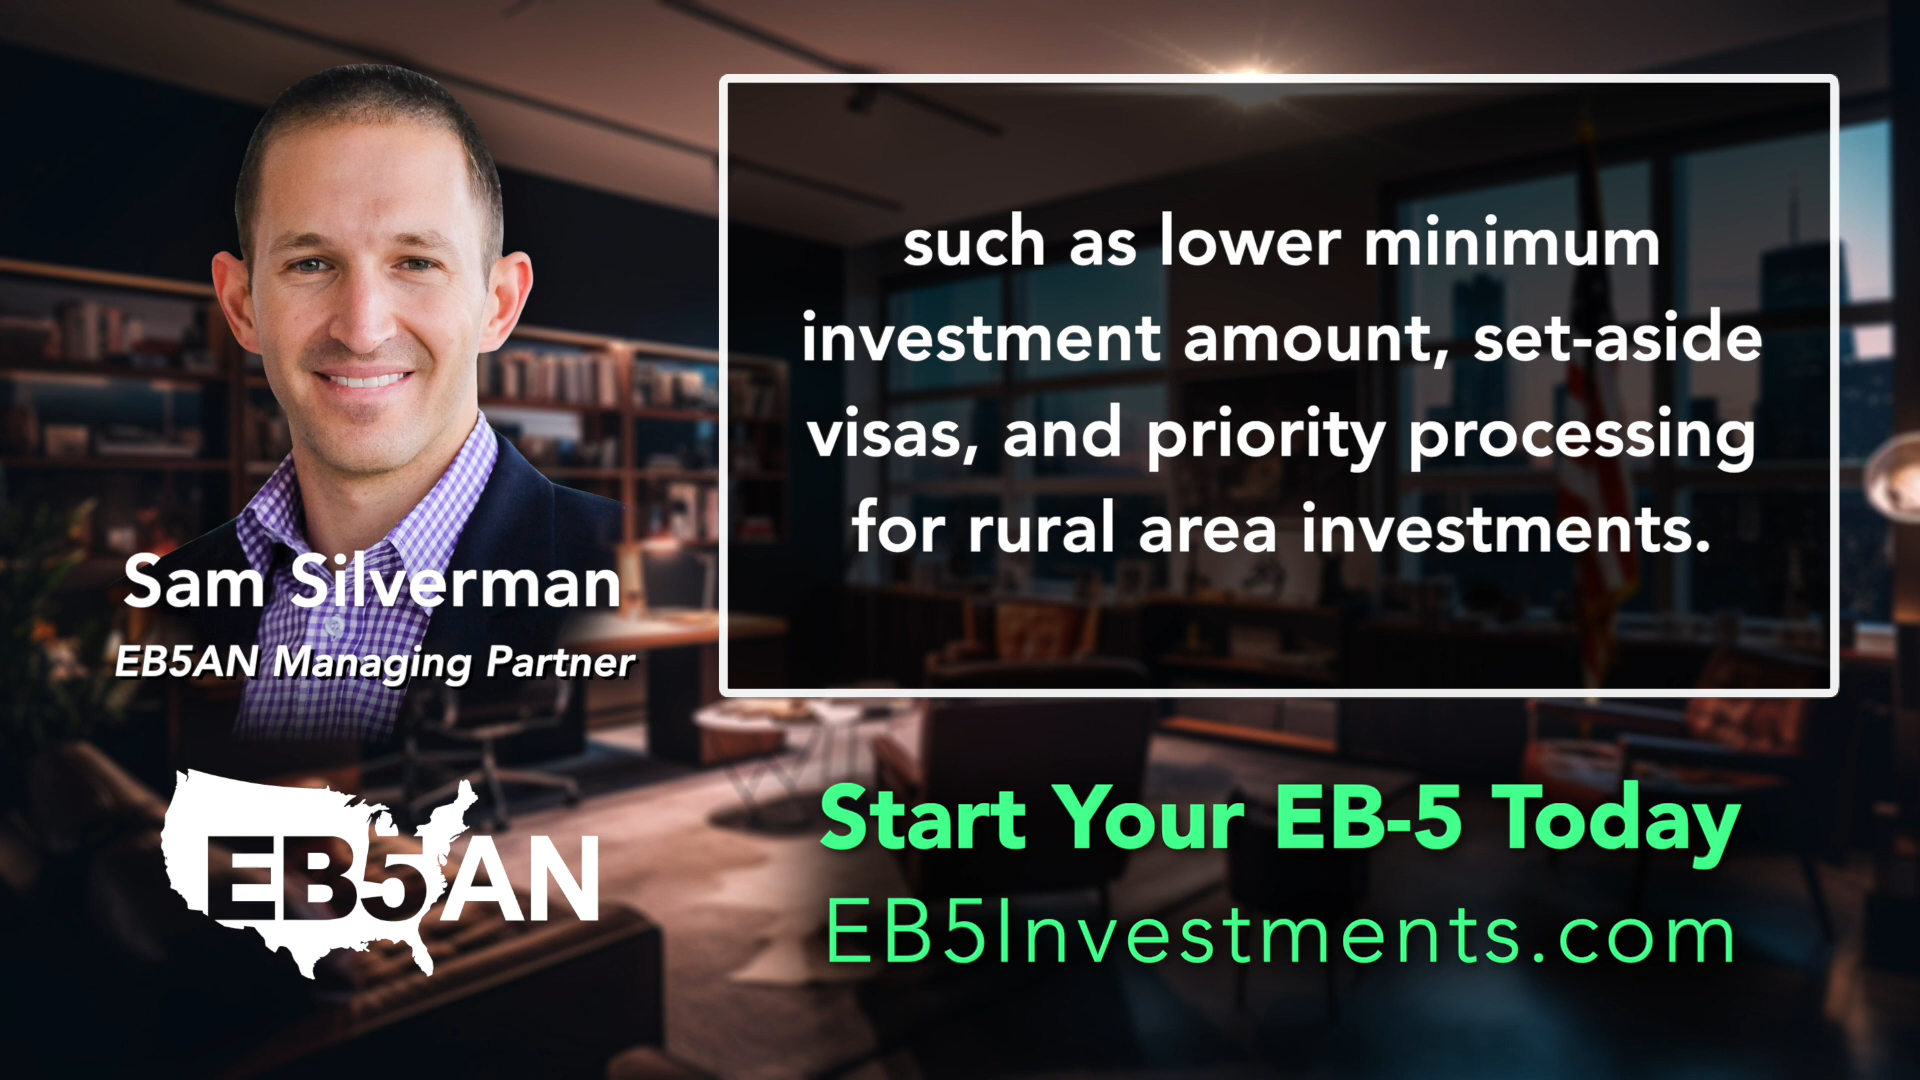 such as lower minimum
investment amount, set-aside
visas, and priority processing
for rural area investments.
Sam Silverman
EB5AN Managing Partner
EB5AN
Start Your EB-5 Today
EB5Investments.com